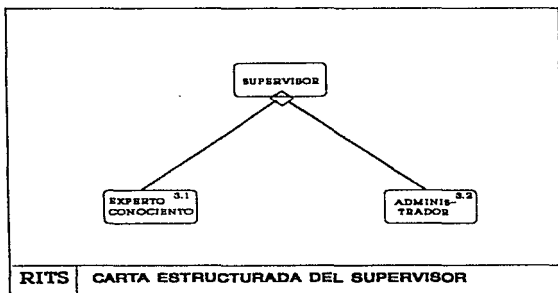 SUPERVISOR
3.1
EXPERTO
CONOCIENTO
3.2
ADMINIS-
TRADOR
RITS
CARTA ESTRUCTURADA DEL SUPERVISOR